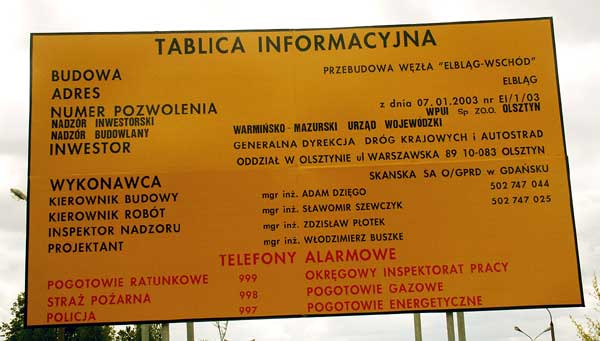 TABLICA INFORMACYJNA
BUDOWA PRZEBUDOWA WĘZŁA "ELBLĄG-WSCHÓD"
ADRES ELBLĄG
NUMER POZWOLENIA z dnia 07.01.2003 nr EI/1/03
NADZÓR INWESTORSKI WPUI Sp ZO.O. OLSZTYN
NADZÓR BUDOWLANY WARMIŃSKO-MAZURSKI URZĄD WOJEWODZKI
INWESTOR GENERALNA DYREKCJA DRÓG KRAJOWYCH i AUTOSTRAD
ODDZIAŁ W OLSZTYNIE ul WARSZAWSKA 89 10-083 OLSZTYN
WYKONAWCA SKANSKA SA O/GPRD w GDAŃSKU
KIEROWNIK BUDOWY mgr inż. ADAM DZIĘGO 502 747 044
KIEROWNIK ROBÓT mgr inż. SŁAWOMIR SZEWCZYK 502 747 025
INSPEKTOR NADZORU mgr inż. ZDZISŁAW PŁOTEK
PROJEKTANT mgr inż. WŁODZIMIERZ BUSZKE
TELEFONY ALARMOWE
POGOTOWIE RATUNKOWE 999 OKRĘGOWY INSPEKTORAT PRACY
STRAŻ POŻARNA 998 POGOTOWIE GAZOWE
POLICJA 997 POGOTOWIE ENERGETYCZNE